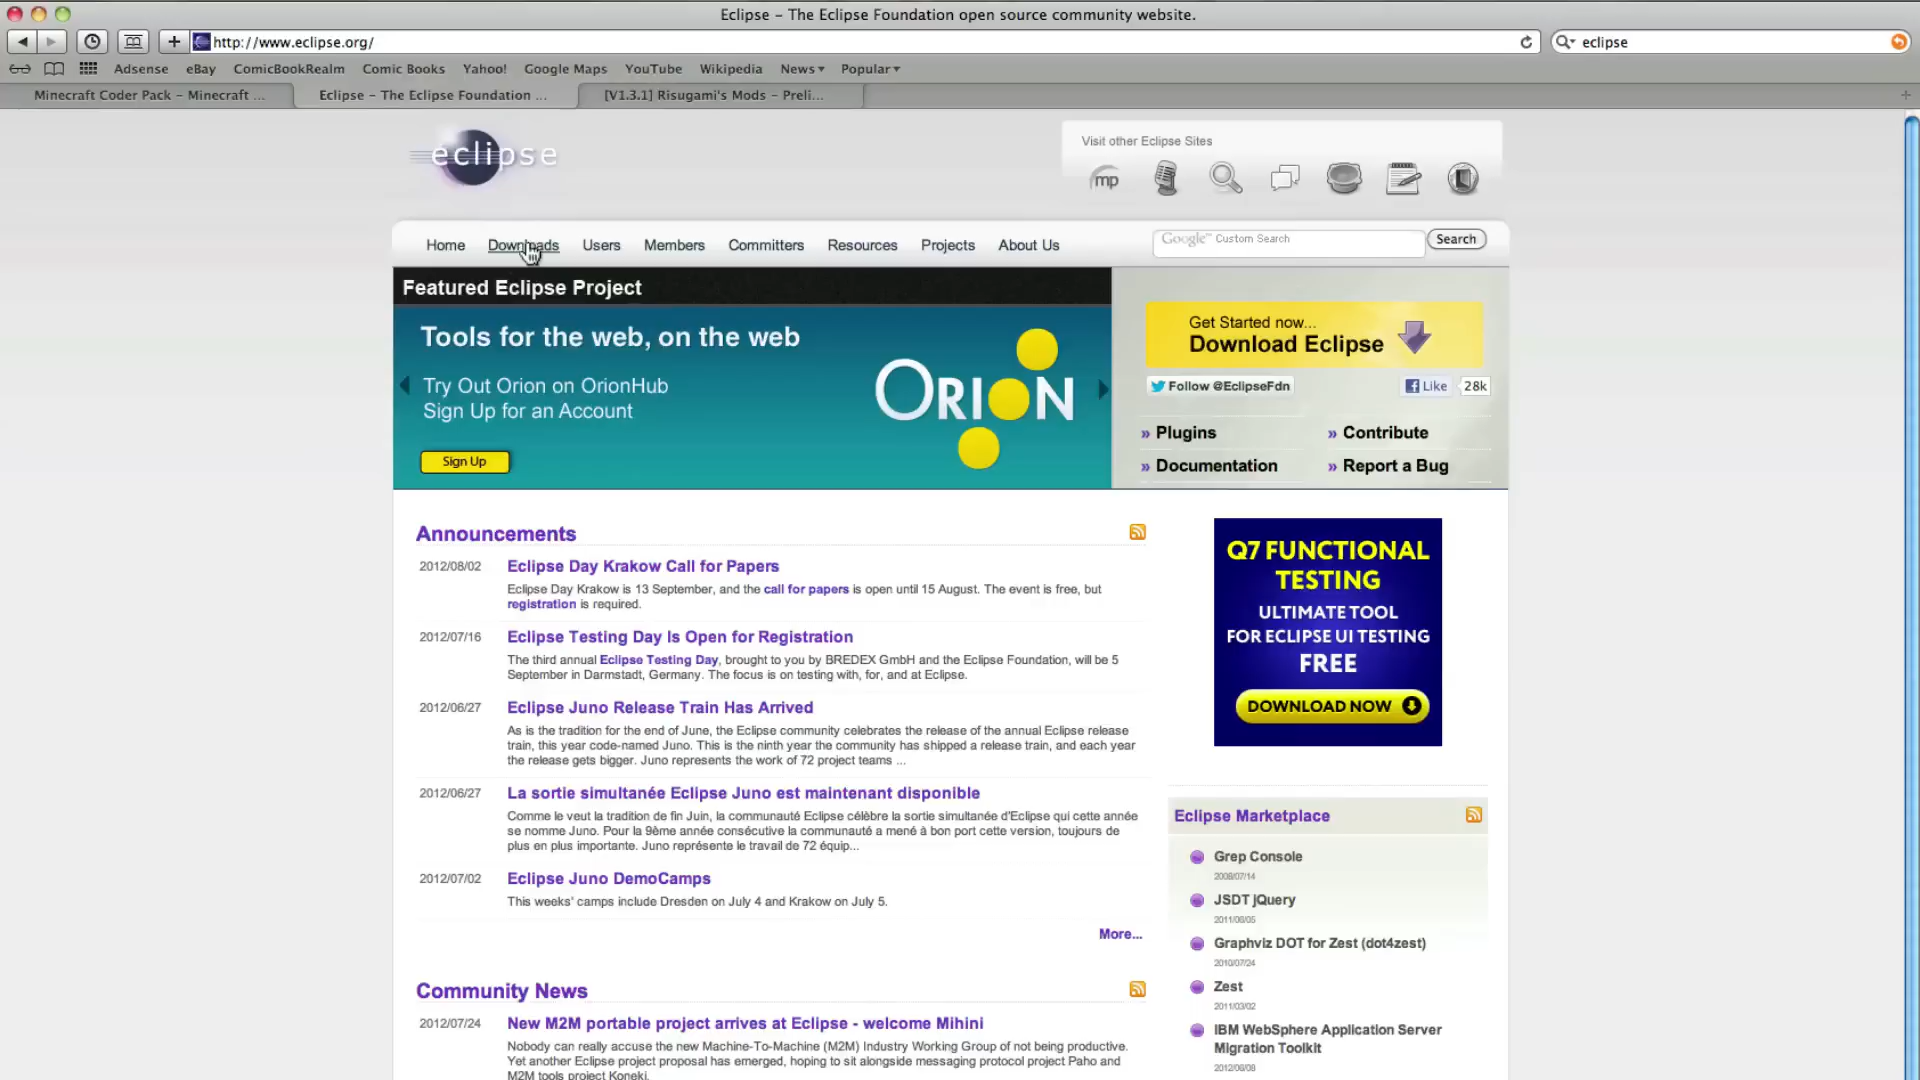 Eclipse – The Eclipse Foundation open source community website.
http://www.eclipse.org/
eclipse
Adsense eBay ComicBookRealm Comic Books Yahoo! Google Maps YouTube Wikipedia News Popular
Minecraft Coder Pack – Minecraft ...
Eclipse – The Eclipse Foundation ...
[V1.3.1] Risugami's Mods – Preli...
eclipse
Visit other Eclipse Sites
mp
Home Downloads Users Members Committers Resources Projects About Us
Google™ Custom Search
Search
Featured Eclipse Project
Tools for the web, on the web
Try Out Orion on OrionHub
Sign Up for an Account
ORION
Sign Up
Get Started now...
Download Eclipse
Follow @EclipseFdn
Like 28k
» Plugins
» Contribute
» Documentation
» Report a Bug
Announcements
2012/08/02 Eclipse Day Krakow Call for Papers
Eclipse Day Krakow is 13 September, and the call for papers is open until 15 August. The event is free, but
registration is required.
2012/07/16 Eclipse Testing Day Is Open for Registration
The third annual Eclipse Testing Day, brought to you by BREDEX GmbH and the Eclipse Foundation, will be 5
September in Darmstadt, Germany. The focus is on testing with, for, and at Eclipse.
2012/06/27 Eclipse Juno Release Train Has Arrived
As is the tradition for the end of June, the Eclipse community celebrates the release of the annual Eclipse release
train, this year code-named Juno. This is the ninth year the community has shipped a release train, and each year
the release gets bigger. Juno represents the work of 72 project teams ...
2012/06/27 La sortie simultanée Eclipse Juno est maintenant disponible
Comme le veut la tradition de fin Juin, la communauté Eclipse célèbre la sortie simultanée d'Eclipse qui cette année
se nomme Juno. Pour la 9ème année consécutive la communauté a mené à bon port cette version, toujours de
plus en plus importante. Juno représente le travail de 72 équip...
2012/07/02 Eclipse Juno DemoCamps
This weeks' camps include Dresden on July 4 and Krakow on July 5.
More...
Community News
2012/07/24 New M2M portable project arrives at Eclipse - welcome Mihini
Nobody can really accuse the new Machine-To-Machine (M2M) Industry Working Group of not being productive.
Yet another Eclipse project proposal has emerged, hoping to sit alongside messaging protocol project Paho and
M2M tools project Koneki.
Q7 FUNCTIONAL
TESTING
ULTIMATE TOOL
FOR ECLIPSE UI TESTING
FREE
DOWNLOAD NOW
Eclipse Marketplace
Grep Console
2008/07/14
JSDT jQuery
2011/06/05
Graphviz DOT for Zest (dot4zest)
2010/07/24
Zest
2011/03/02
IBM WebSphere Application Server
Migration Toolkit
2012/06/08